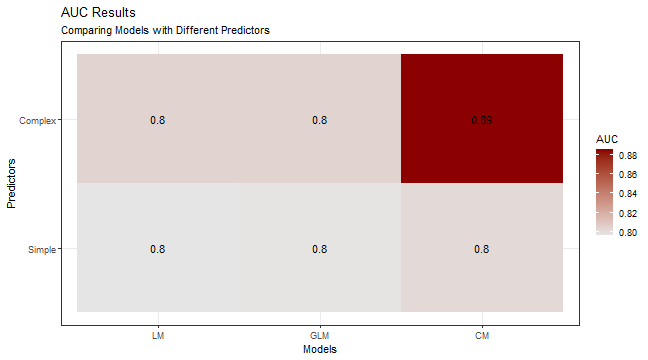 AUC Results
Comparing Models with Different Predictors
Complex
0.8
0.8
0.89
Simple
0.8
0.8
0.8
LM
GLM
CM
Models
Predictors
AUC
0.88
0.86
0.84
0.82
0.80